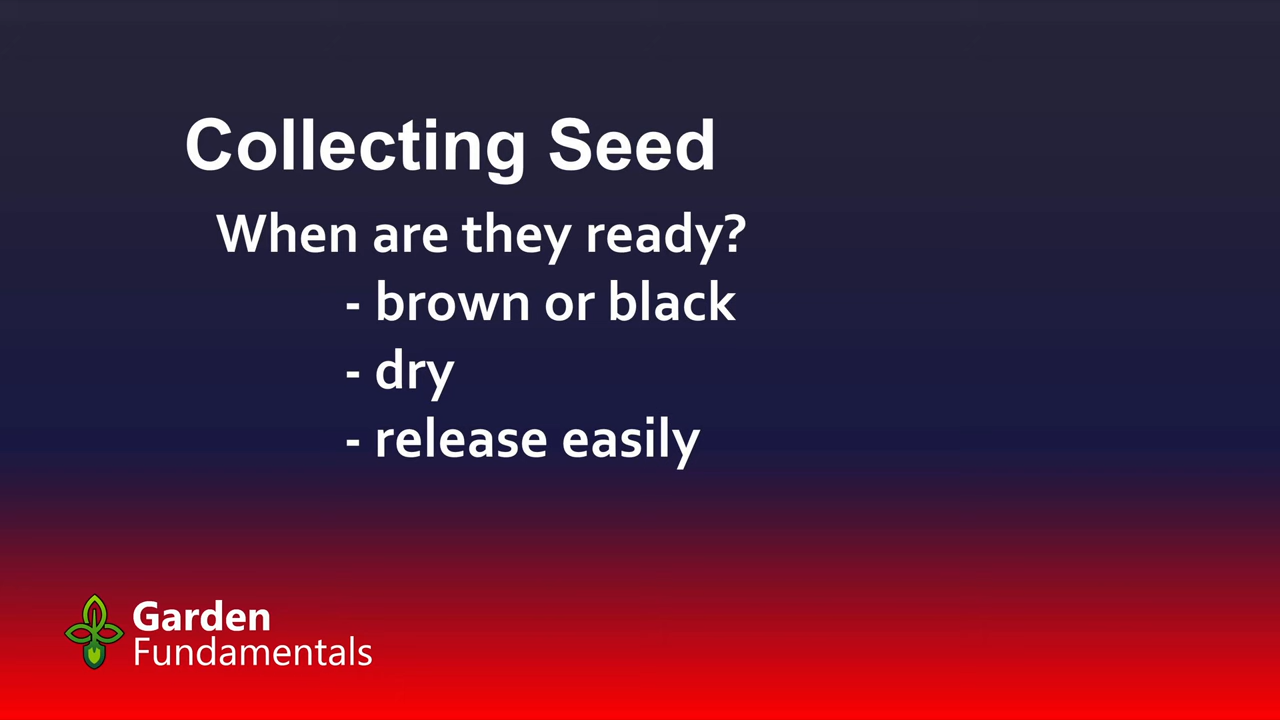 Collecting Seed
When are they ready?
- brown or black
- dry
- release easily
Garden
Fundamentals